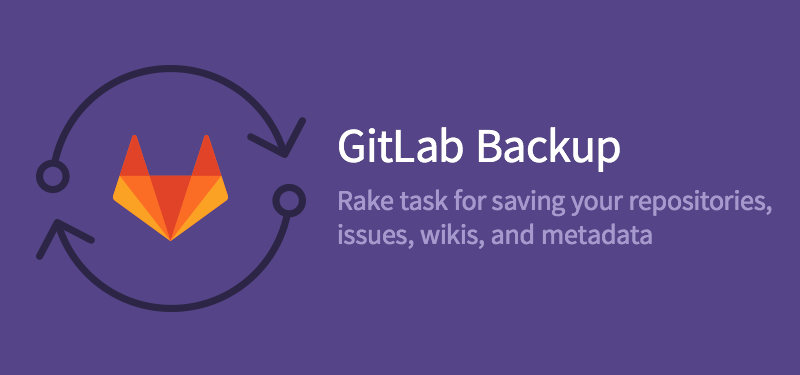 GitLab Backup
Rake task for saving your repositories,
issues, wikis, and metadata